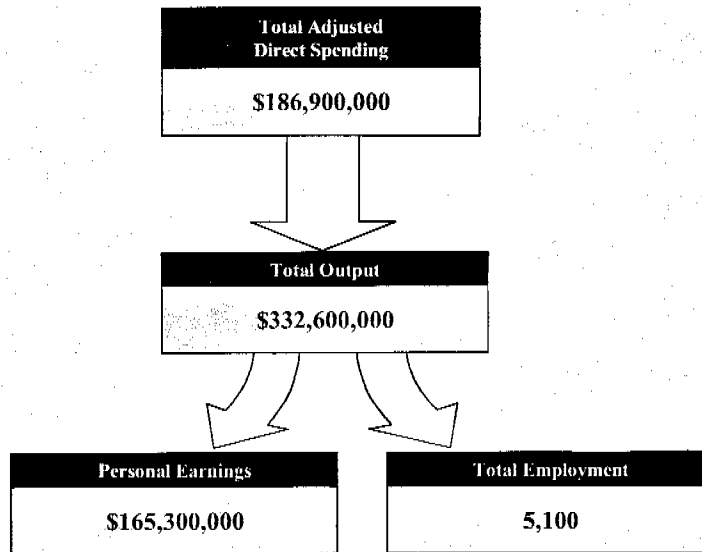 Total Adjusted
Direct Spending
$186,900,000
Total Output
$332,600,000
Personal Earnings
$165,300,000
Total Employment
5,100